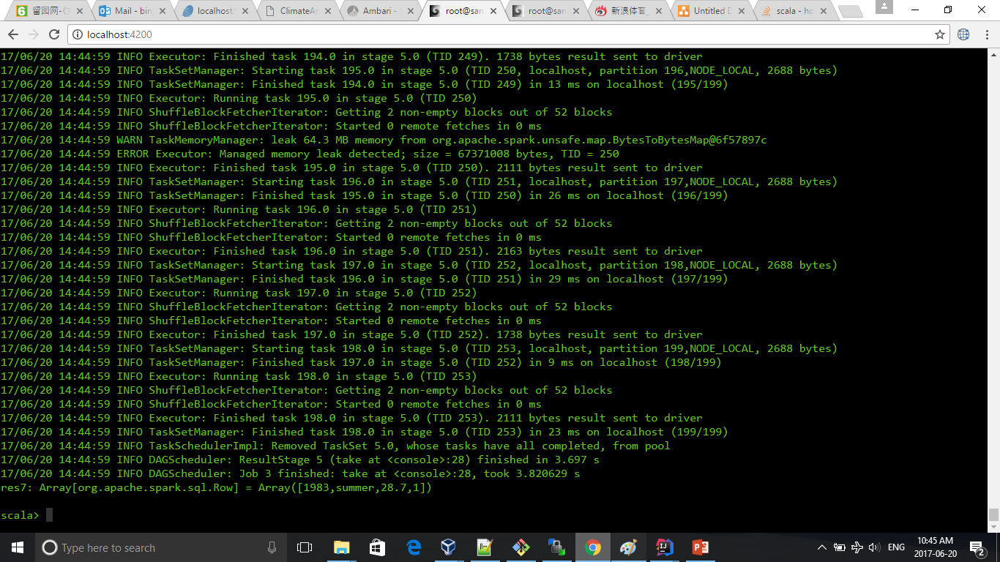 留园网-6
Mail - bin
localhost:
ClimateAn
Ambari -
root@san
root@san
新浪体育_
Untitled D
scala - ho
localhost:4200
17/06/20 14:44:59 INFO Executor: Finished task 194.0 in stage 5.0 (TID 249). 1738 bytes result sent to driver
17/06/20 14:44:59 INFO TaskSetManager: Starting task 195.0 in stage 5.0 (TID 250, localhost, partition 196,NODE_LOCAL, 2688 bytes)
17/06/20 14:44:59 INFO TaskSetManager: Finished task 194.0 in stage 5.0 (TID 249) in 13 ms on localhost (195/199)
17/06/20 14:44:59 INFO Executor: Running task 195.0 in stage 5.0 (TID 250)
17/06/20 14:44:59 INFO ShuffleBlockFetcherIterator: Getting 2 non-empty blocks out of 52 blocks
17/06/20 14:44:59 INFO ShuffleBlockFetcherIterator: Started 0 remote fetches in 0 ms
17/06/20 14:44:59 WARN TaskMemoryManager: leak 64.3 MB memory from org.apache.spark.unsafe.map.BytesToBytesMap@6f57897c
17/06/20 14:44:59 ERROR Executor: Managed memory leak detected; size = 67371008 bytes, TID = 250
17/06/20 14:44:59 INFO Executor: Finished task 195.0 in stage 5.0 (TID 250). 2111 bytes result sent to driver
17/06/20 14:44:59 INFO TaskSetManager: Starting task 196.0 in stage 5.0 (TID 251, localhost, partition 197,NODE_LOCAL, 2688 bytes)
17/06/20 14:44:59 INFO TaskSetManager: Finished task 195.0 in stage 5.0 (TID 250) in 26 ms on localhost (196/199)
17/06/20 14:44:59 INFO Executor: Running task 196.0 in stage 5.0 (TID 251)
17/06/20 14:44:59 INFO ShuffleBlockFetcherIterator: Getting 2 non-empty blocks out of 52 blocks
17/06/20 14:44:59 INFO ShuffleBlockFetcherIterator: Started 0 remote fetches in 0 ms
17/06/20 14:44:59 INFO Executor: Finished task 196.0 in stage 5.0 (TID 251). 2163 bytes result sent to driver
17/06/20 14:44:59 INFO TaskSetManager: Starting task 197.0 in stage 5.0 (TID 252, localhost, partition 198,NODE_LOCAL, 2688 bytes)
17/06/20 14:44:59 INFO TaskSetManager: Finished task 196.0 in stage 5.0 (TID 251) in 29 ms on localhost (197/199)
17/06/20 14:44:59 INFO Executor: Running task 197.0 in stage 5.0 (TID 252)
17/06/20 14:44:59 INFO ShuffleBlockFetcherIterator: Getting 2 non-empty blocks out of 52 blocks
17/06/20 14:44:59 INFO ShuffleBlockFetcherIterator: Started 0 remote fetches in 0 ms
17/06/20 14:44:59 INFO Executor: Finished task 197.0 in stage 5.0 (TID 252). 1738 bytes result sent to driver
17/06/20 14:44:59 INFO TaskSetManager: Starting task 198.0 in stage 5.0 (TID 253, localhost, partition 199,NODE_LOCAL, 2688 bytes)
17/06/20 14:44:59 INFO TaskSetManager: Finished task 197.0 in stage 5.0 (TID 252) in 9 ms on localhost (198/199)
17/06/20 14:44:59 INFO Executor: Running task 198.0 in stage 5.0 (TID 253)
17/06/20 14:44:59 INFO ShuffleBlockFetcherIterator: Getting 2 non-empty blocks out of 52 blocks
17/06/20 14:44:59 INFO ShuffleBlockFetcherIterator: Started 0 remote fetches in 0 ms
17/06/20 14:44:59 INFO Executor: Finished task 198.0 in stage 5.0 (TID 253). 2111 bytes result sent to driver
17/06/20 14:44:59 INFO TaskSetManager: Finished task 198.0 in stage 5.0 (TID 253) in 23 ms on localhost (199/199)
17/06/20 14:44:59 INFO TaskSchedulerImpl: Removed TaskSet 5.0, whose tasks have all completed, from pool
17/06/20 14:44:59 INFO DAGScheduler: ResultStage 5 (take at <console>:28) finished in 3.697 s
17/06/20 14:44:59 INFO DAGScheduler: Job 3 finished: take at <console>:28, took 3.820629 s
res7: Array[org.apache.spark.sql.Row] = Array([1983,summer,28.7,1])
scala>
Type here to search
ENG
10:45 AM
2017-06-20
2